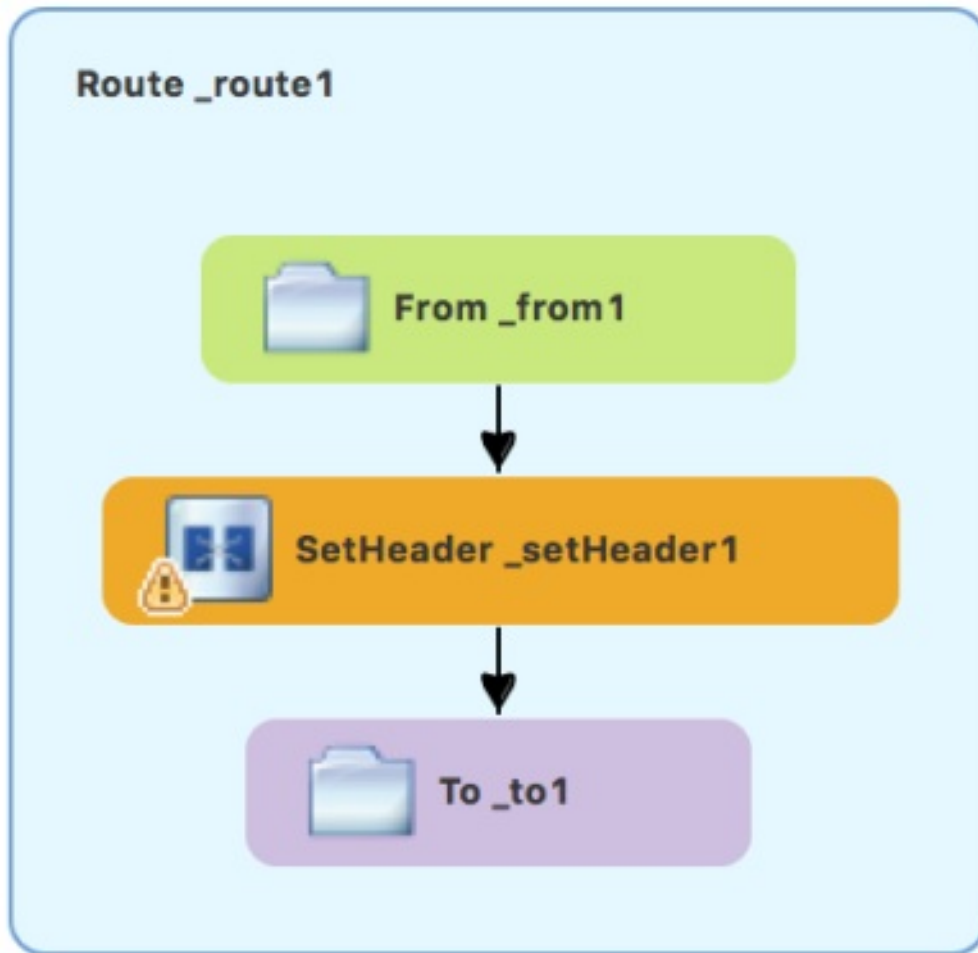 Route _route1
From _from1
SetHeader _setHeader1
To _to1